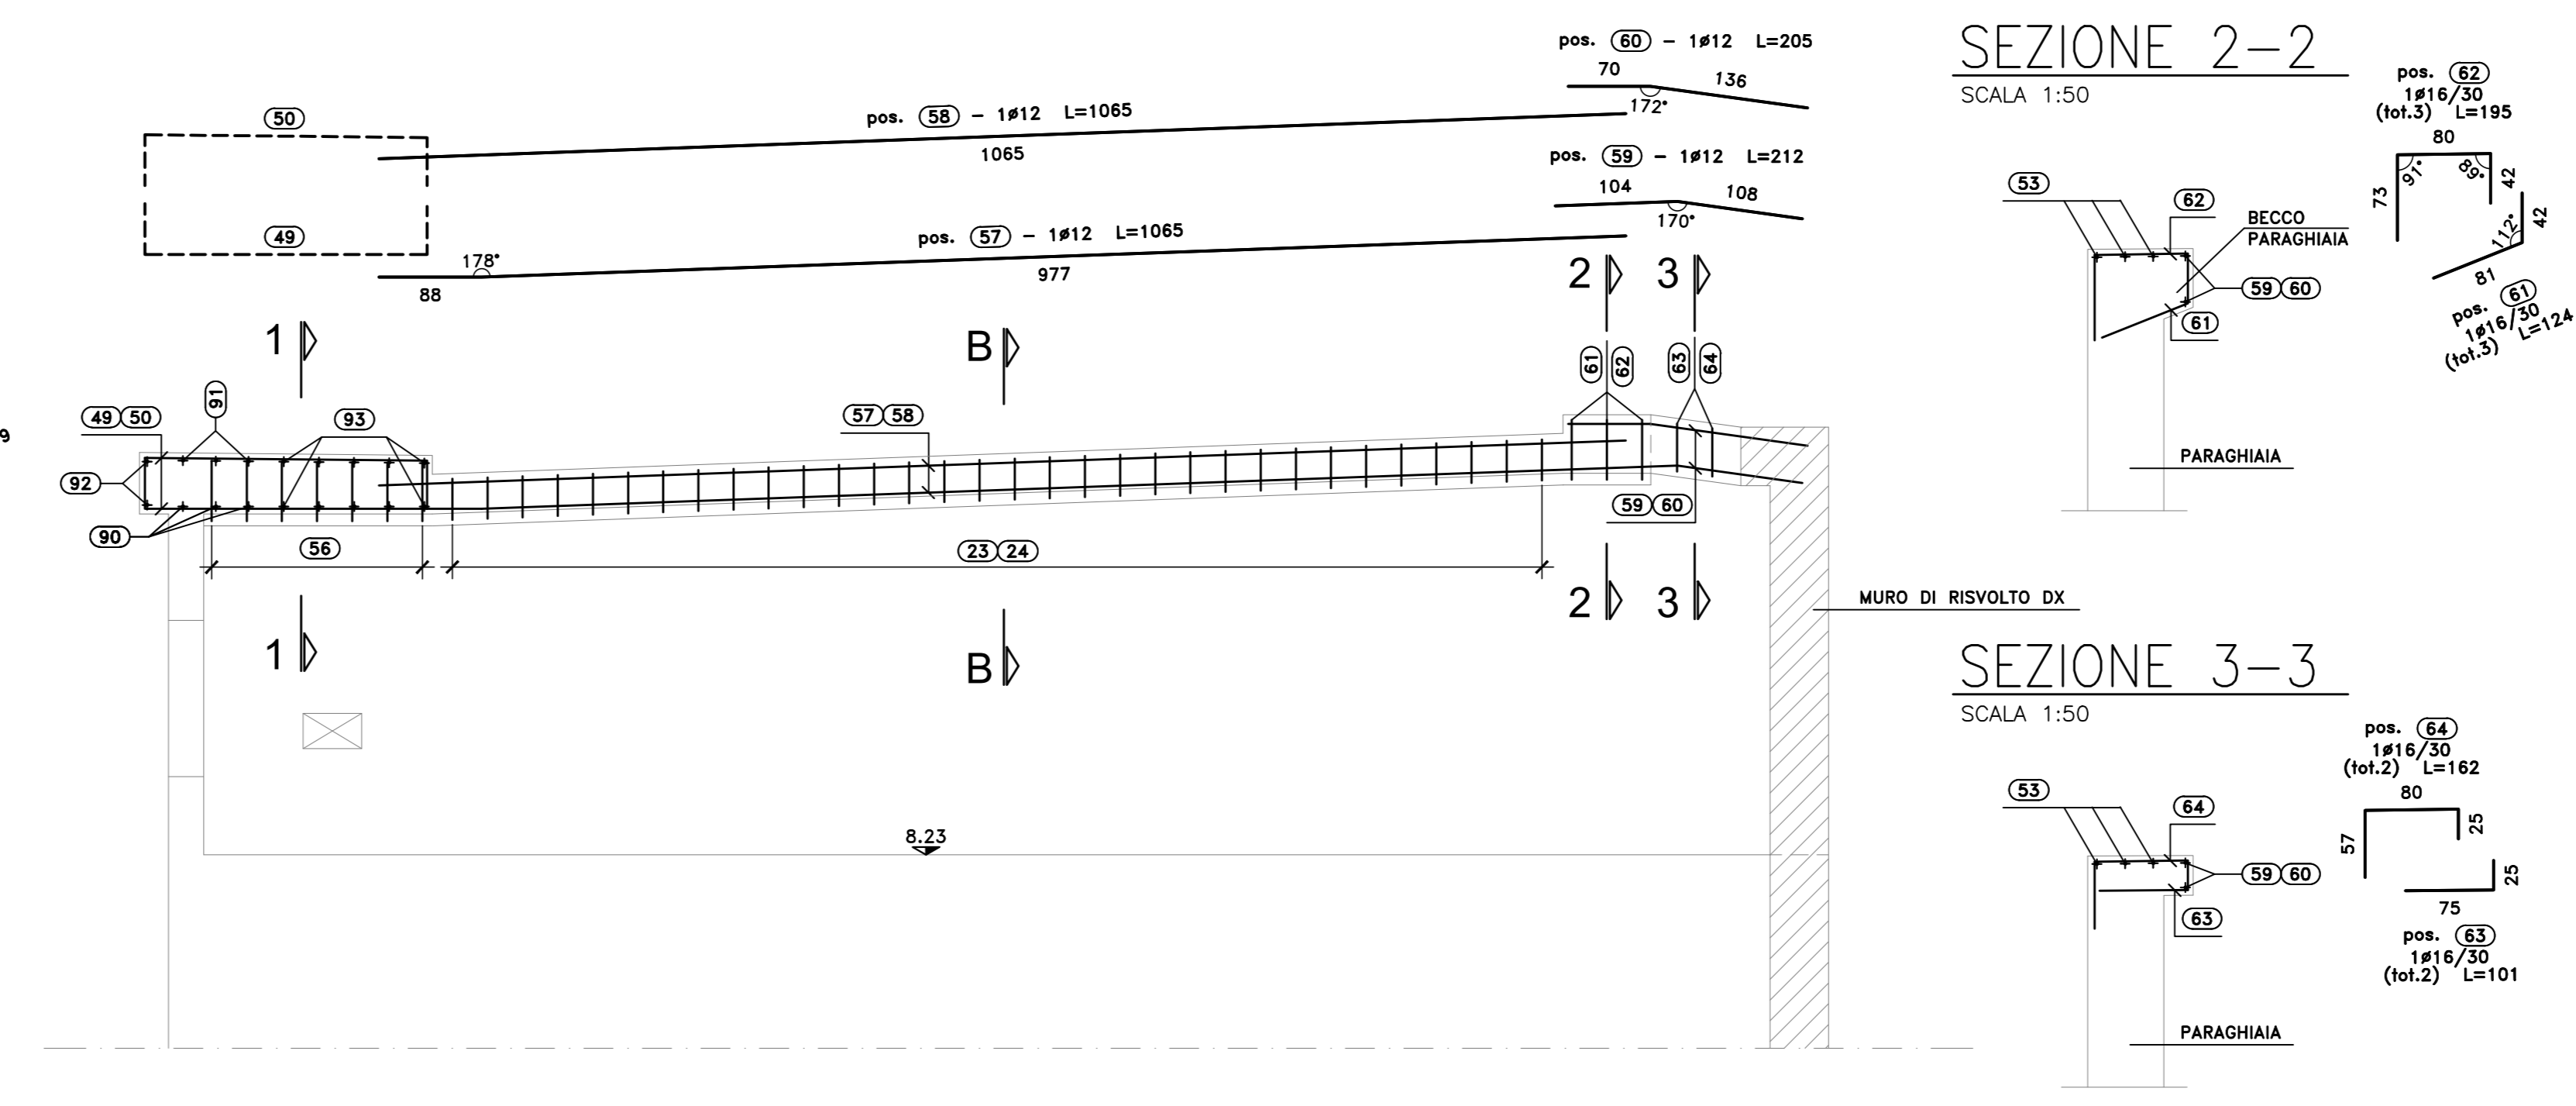 pos. 60 – 1ø12 L=205
70
136
172°
50
pos. 58 – 1ø12 L=1065
1065
pos. 59 – 1ø12 L=212
104
108
170°
49
pos. 57 – 1ø12 L=1065
178°
977
88
1
B
2
3
9
49 50
91
93
57 58
61
62
63
64
92
90
56
23 24
59 60
1
B
2
3
MURO DI RISVOLTO DX
8.23
SEZIONE 2–2
SCALA 1:50
pos. 62
1ø16/30
(tot.3) L=195
80
91°
89°
73
42
53
62
BECCO
PARAGHIAIA
59 60
61
42
112°
81
pos. 61
1ø16/30
(tot.3) L=124
PARAGHIAIA
SEZIONE 3–3
SCALA 1:50
pos. 64
1ø16/30
(tot.2) L=162
80
57
25
53
64
59 60
63
25
75
pos. 63
1ø16/30
(tot.2) L=101
PARAGHIAIA